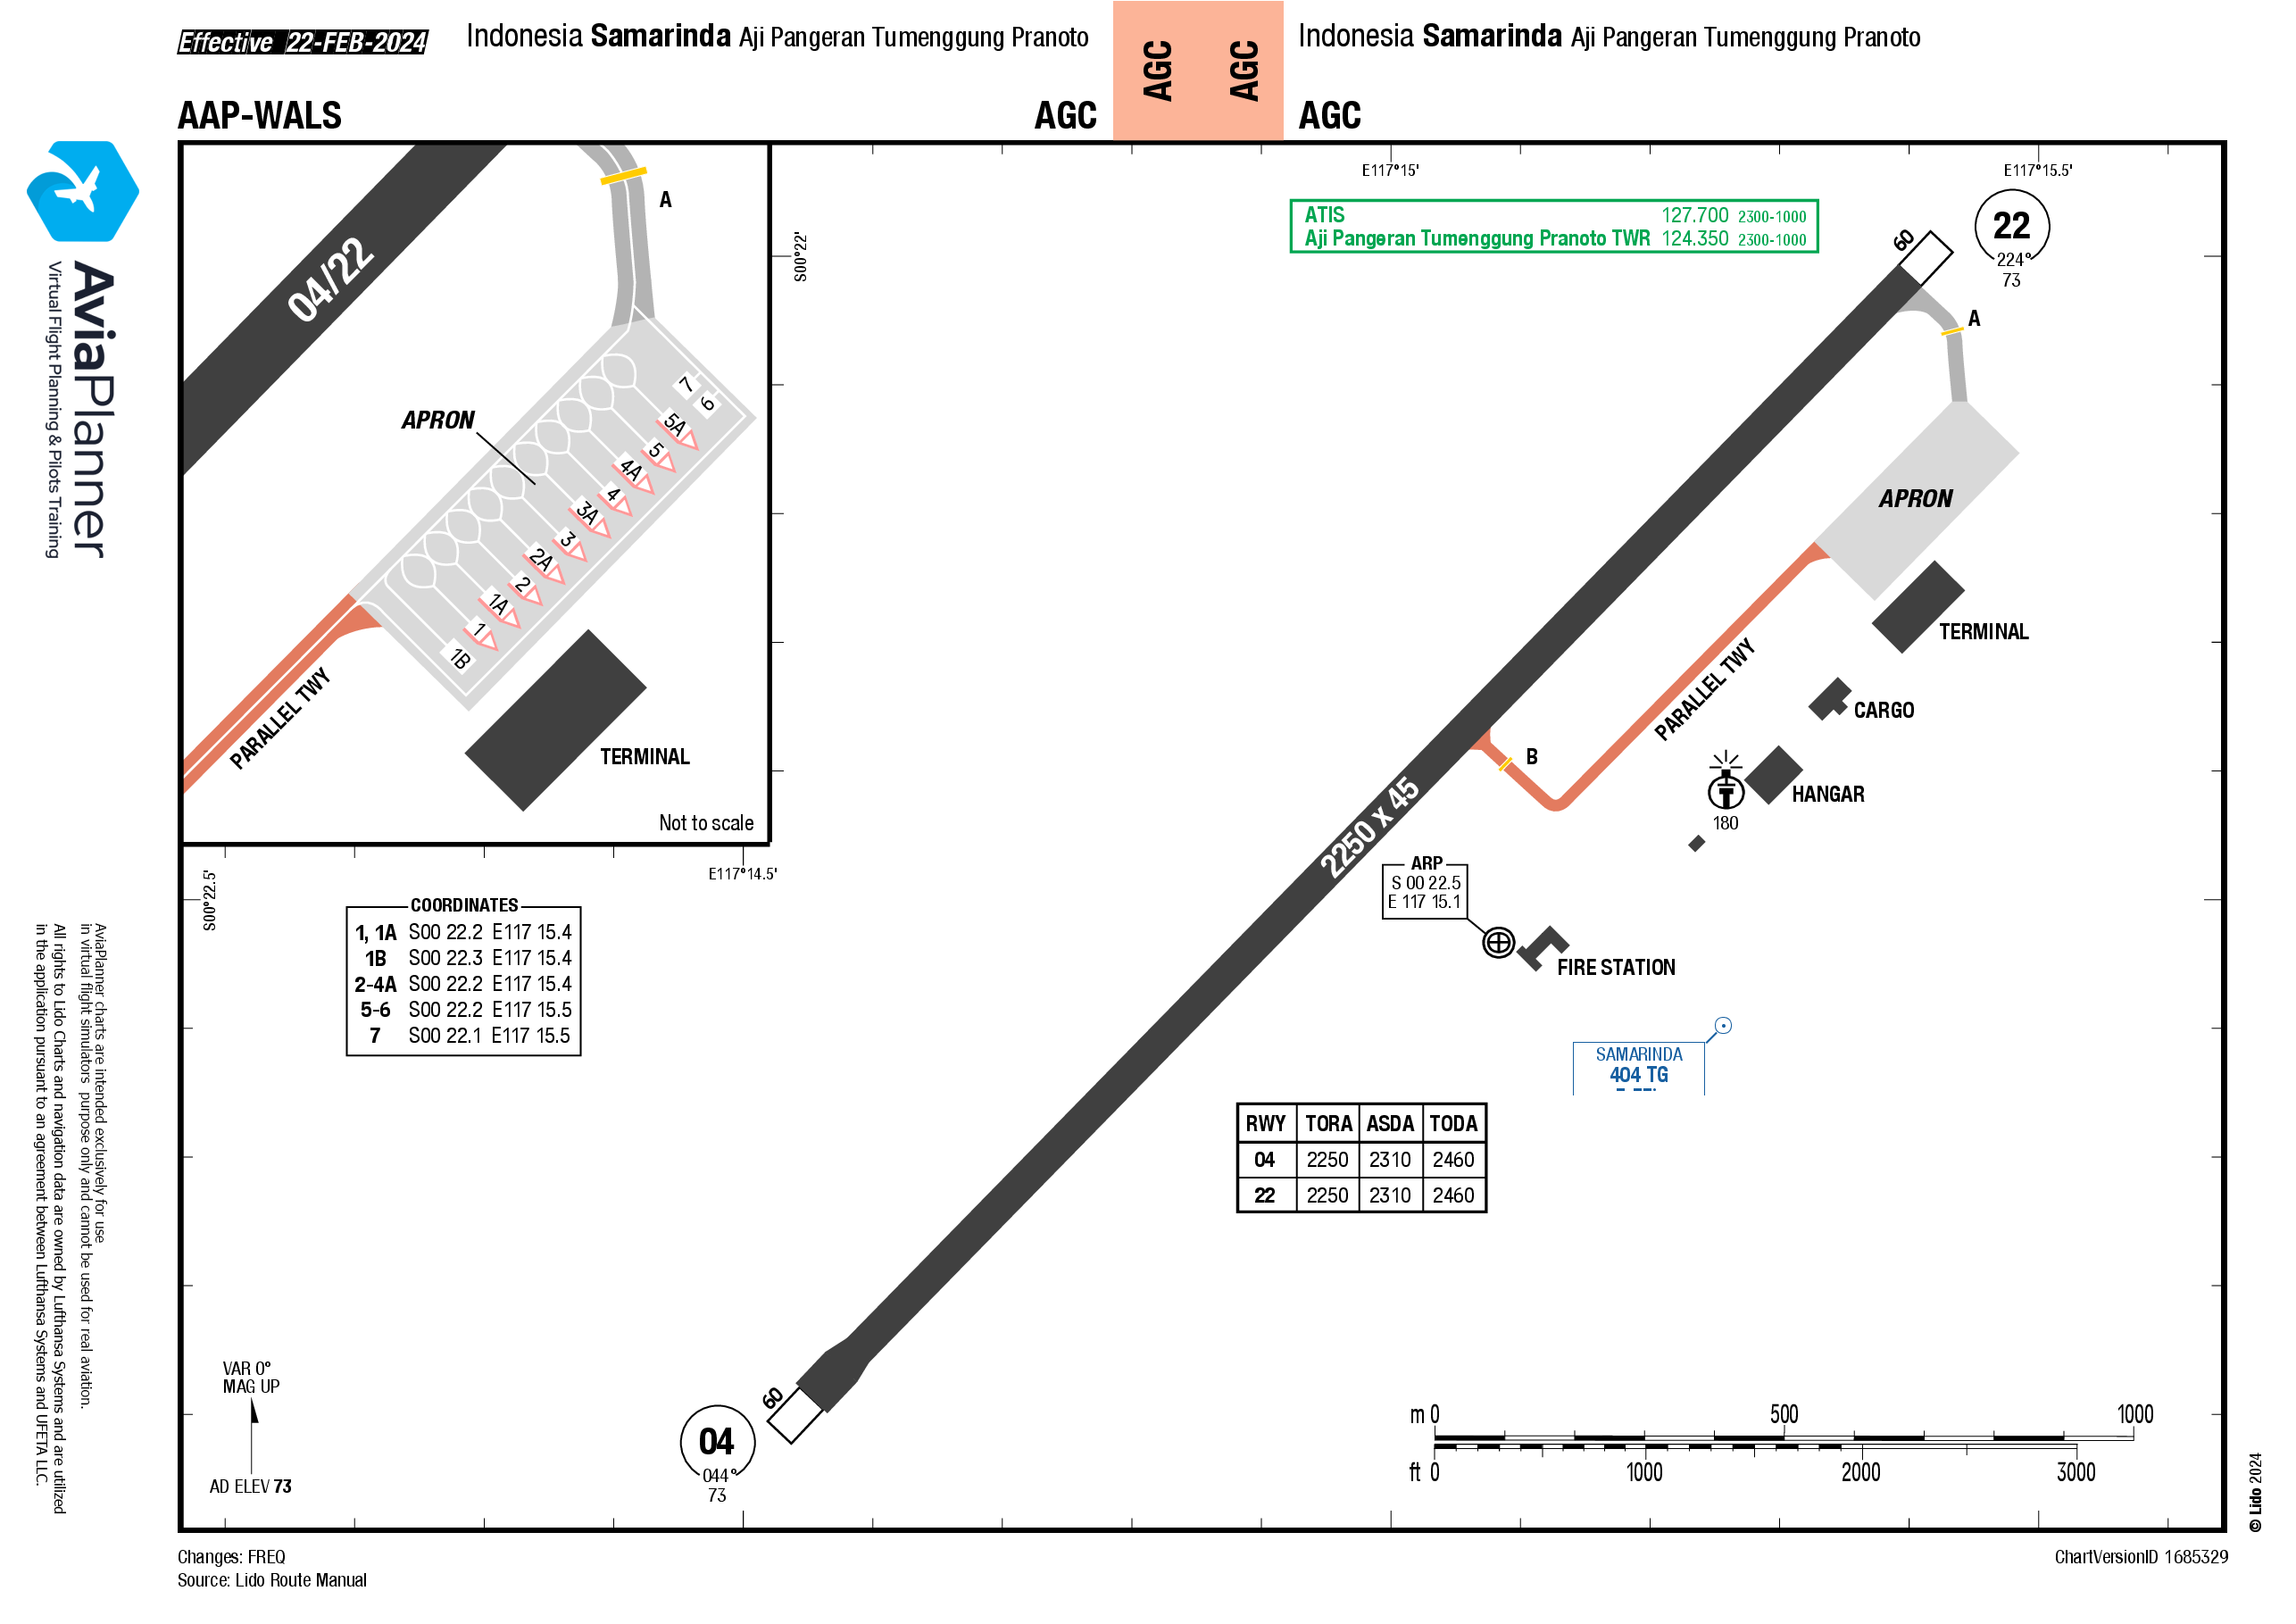 Effective 22-FEB-2024
Indonesia Samarinda Aji Pangeran Tumenggung Pranoto
AGC
AGC
Indonesia Samarinda Aji Pangeran Tumenggung Pranoto
AAP-WALS
AGC
AGC
AviaPlanner
Virtual Flight Planning & Pilots Training
A
04/22
APRON
7
6
5A
5
4A
4
3A
3
2A
2
1A
1
1B
PARALLEL TWY
TERMINAL
Not to scale
S00°22'
E117°14.5'
S00°22.5'
E117°15'
E117°15.5'
ATIS 127.700 2300-1000
Aji Pangeran Tumenggung Pranoto TWR 124.350 2300-1000
60
22
224°
73
A
APRON
TERMINAL
PARALLEL TWY
CARGO
B
HANGAR
180
2250 x 45
ARP
S 00 22.5
E 117 15.1
FIRE STATION
SAMARINDA
404 TG
COORDINATES
1, 1A S00 22.2 E117 15.4
1B S00 22.3 E117 15.4
2-4A S00 22.2 E117 15.4
5-6 S00 22.2 E117 15.5
7 S00 22.1 E117 15.5
RWY TORA ASDA TODA
04 2250 2310 2460
22 2250 2310 2460
60
04
044°
73
VAR 0°
MAG UP
AD ELEV 73
m 0 500 1000
ft 0 1000 2000 3000
AviaPlanner charts are intended exclusively for use
in virtual flight simulators purpose only and cannot be used for real aviation.
All rights to Lido Charts and navigation data are owned by Lufthansa Systems and are utilized
in the application pursuant to an agreement between Lufthansa Systems and UFETA LLC.
© Lido 2024
Changes: FREQ
Source: Lido Route Manual
ChartVersionID 1685329